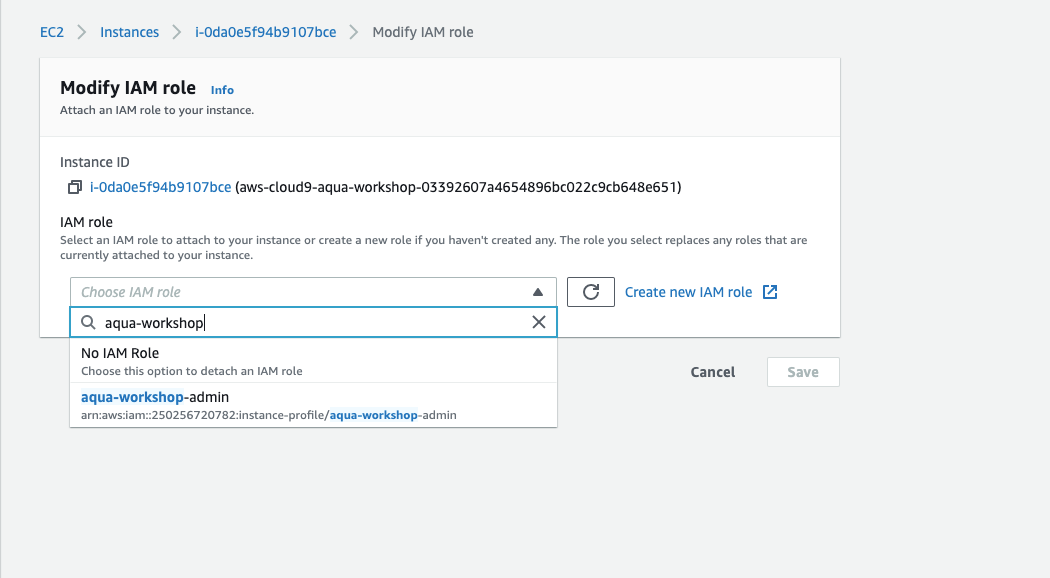 EC2 Instances i-0da0e5f94b9107bce Modify IAM role
Modify IAM role Info
Attach an IAM role to your instance.
Instance ID
i-0da0e5f94b9107bce (aws-cloud9-aqua-workshop-03392607a4654896bc022c9cb648e651)
IAM role
Select an IAM role to attach to your instance or create a new role if you haven't created any. The role you select replaces any roles that are
currently attached to your instance.
Choose IAM role Create new IAM role
aqua-workshop
No IAM Role
Choose this option to detach an IAM role
Cancel Save
aqua-workshop-admin
arn:aws:iam::250256720782:instance-profile/aqua-workshop-admin